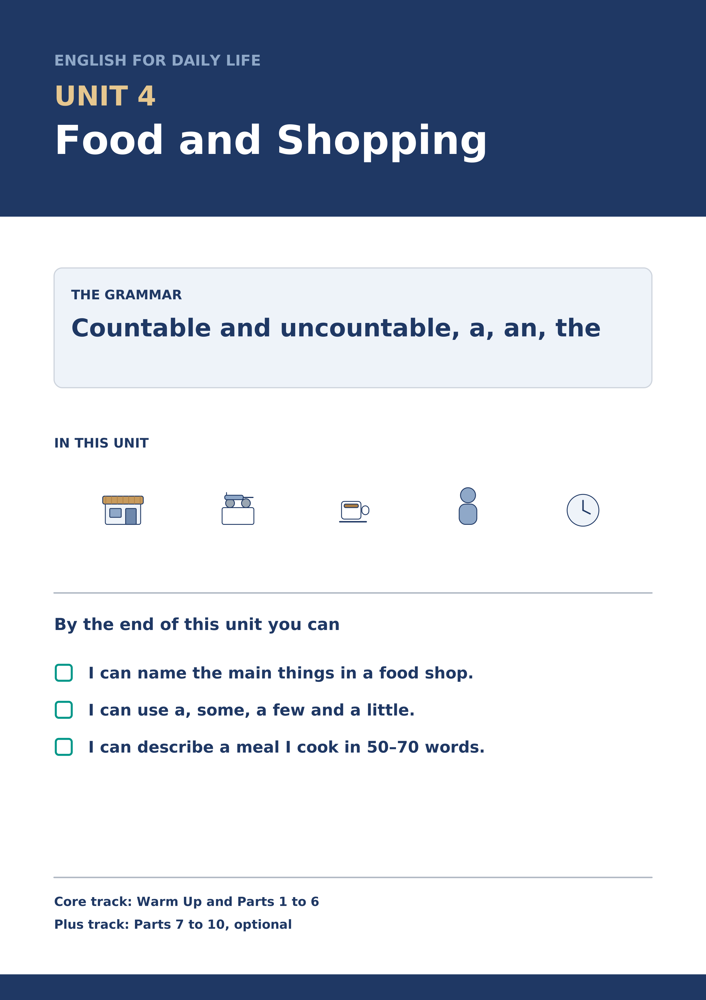 ENGLISH FOR DAILY LIFE
UNIT 4
Food and Shopping
THE GRAMMAR
Countable and uncountable, a, an, the
IN THIS UNIT
By the end of this unit you can
I can name the main things in a food shop.
I can use a, some, a few and a little.
I can describe a meal I cook in 50–70 words.
Core track: Warm Up and Parts 1 to 6
Plus track: Parts 7 to 10, optional